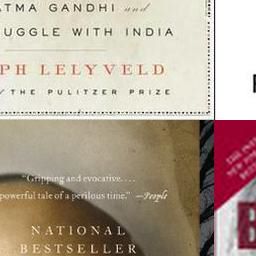 ATMA GANDHI and
UGGLE WITH INDIA
PH LELYVELD
THE PULITZER PRIZE
"Gripping and evocative. . . .
powerful tale of a perilous time." —People
NATIONAL
BESTSELLER